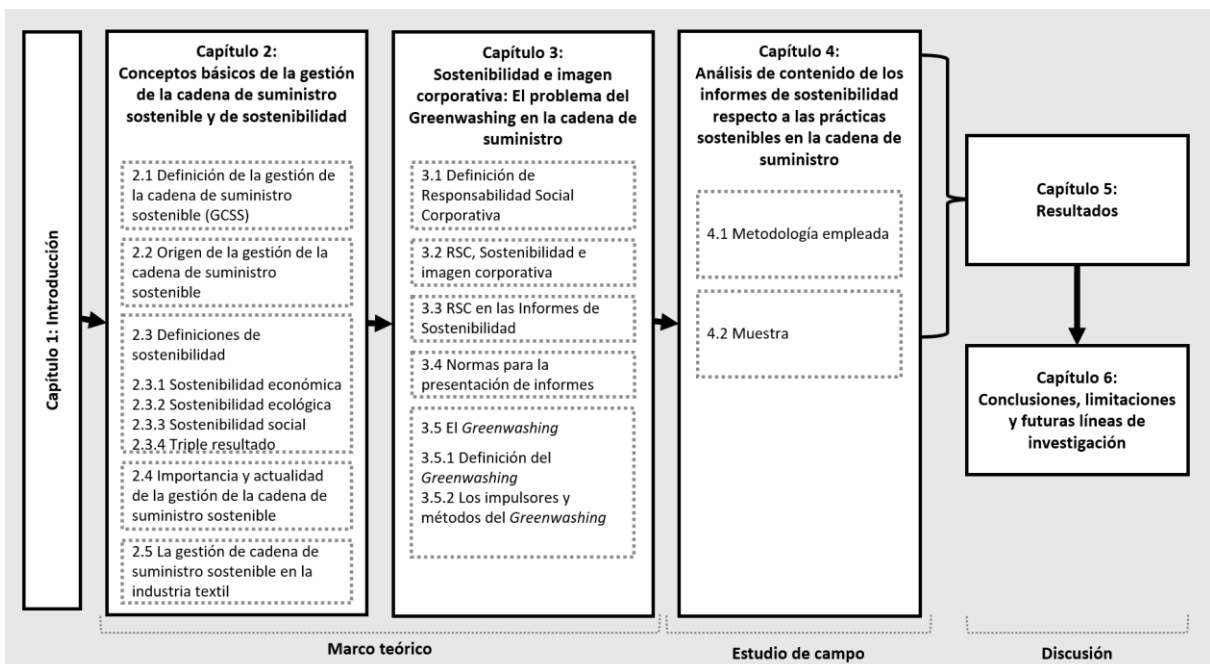 Capítulo 1: Introducción
Capítulo 2:
Conceptos básicos de la gestión
de la cadena de suministro
sostenible y de sostenibilidad
2.1 Definición de la gestión de
la cadena de suministro
sostenible (GCSS)
2.2 Origen de la gestión de la
cadena de suministro
sostenible
2.3 Definiciones de
sostenibilidad
2.3.1 Sostenibilidad económica
2.3.2 Sostenibilidad ecológica
2.3.3 Sostenibilidad social
2.3.4 Triple resultado
2.4 Importancia y actualidad
de la gestión de la cadena de
suministro sostenible
2.5 La gestión de cadena de
suministro sostenible en la
industria textil
Capítulo 3:
Sostenibilidad e imagen
corporativa: El problema del
Greenwashing en la cadena de
suministro
3.1 Definición de
Responsabilidad Social
Corporativa
3.2 RSC, Sostenibilidad e
imagen corporativa
3.3 RSC en las Informes de
Sostenibilidad
3.4 Normas para la
presentación de informes
3.5 El Greenwashing
3.5.1 Definición del
Greenwashing
3.5.2 Los impulsores y
métodos del Greenwashing
Capítulo 4:
Análisis de contenido de los
informes de sostenibilidad
respecto a las prácticas
sostenibles en la cadena de
suministro
4.1 Metodología empleada
4.2 Muestra
Capítulo 5:
Resultados
Capítulo 6:
Conclusiones, limitaciones
y futuras líneas de
investigación
Marco teórico
Estudio de campo
Discusión